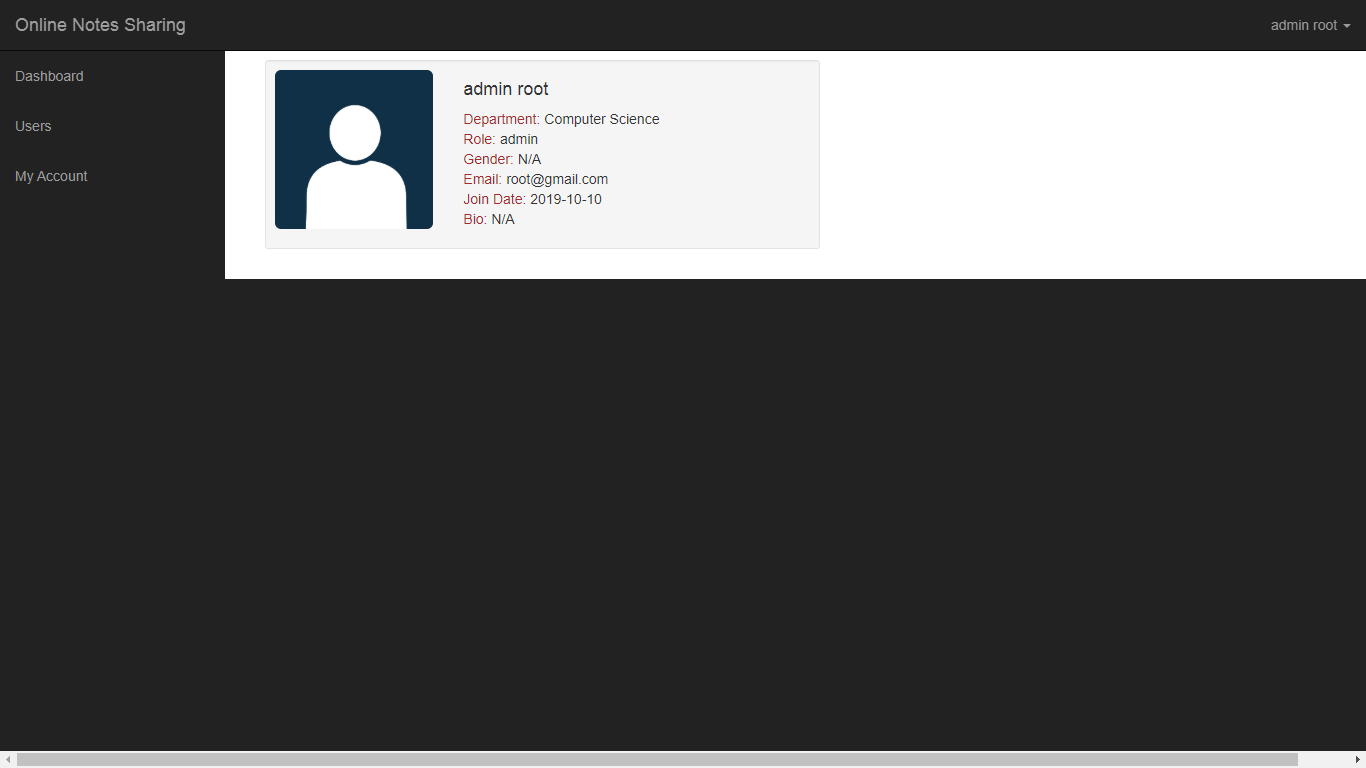 Online Notes Sharing
admin root
Dashboard
Users
My Account
admin root
Department: Computer Science
Role: admin
Gender: N/A
Email: root@gmail.com
Join Date: 2019-10-10
Bio: N/A